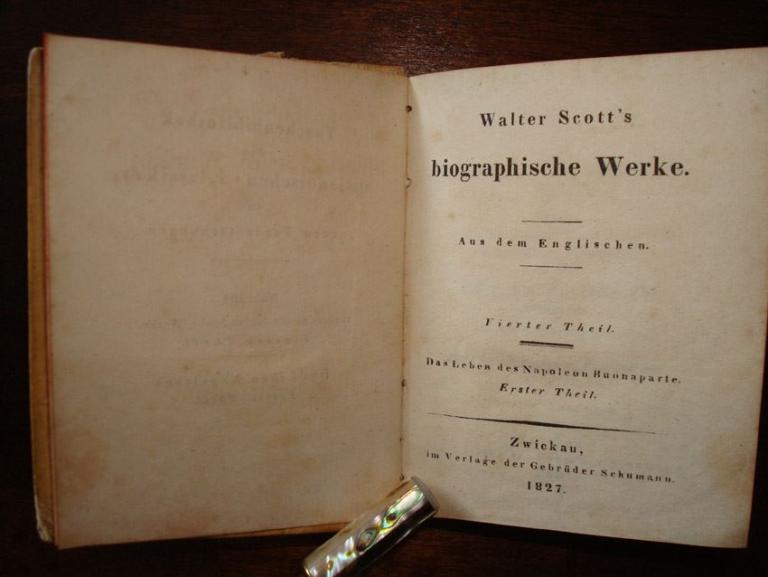 Walter Scott's
biographische Werke.
Aus dem Englischen.
Vierter Theil.
Das Leben des Napoleon Buonaparte.
Erster Theil.
Zwickau,
im Verlage der Gebrüder Schumann.
1827.